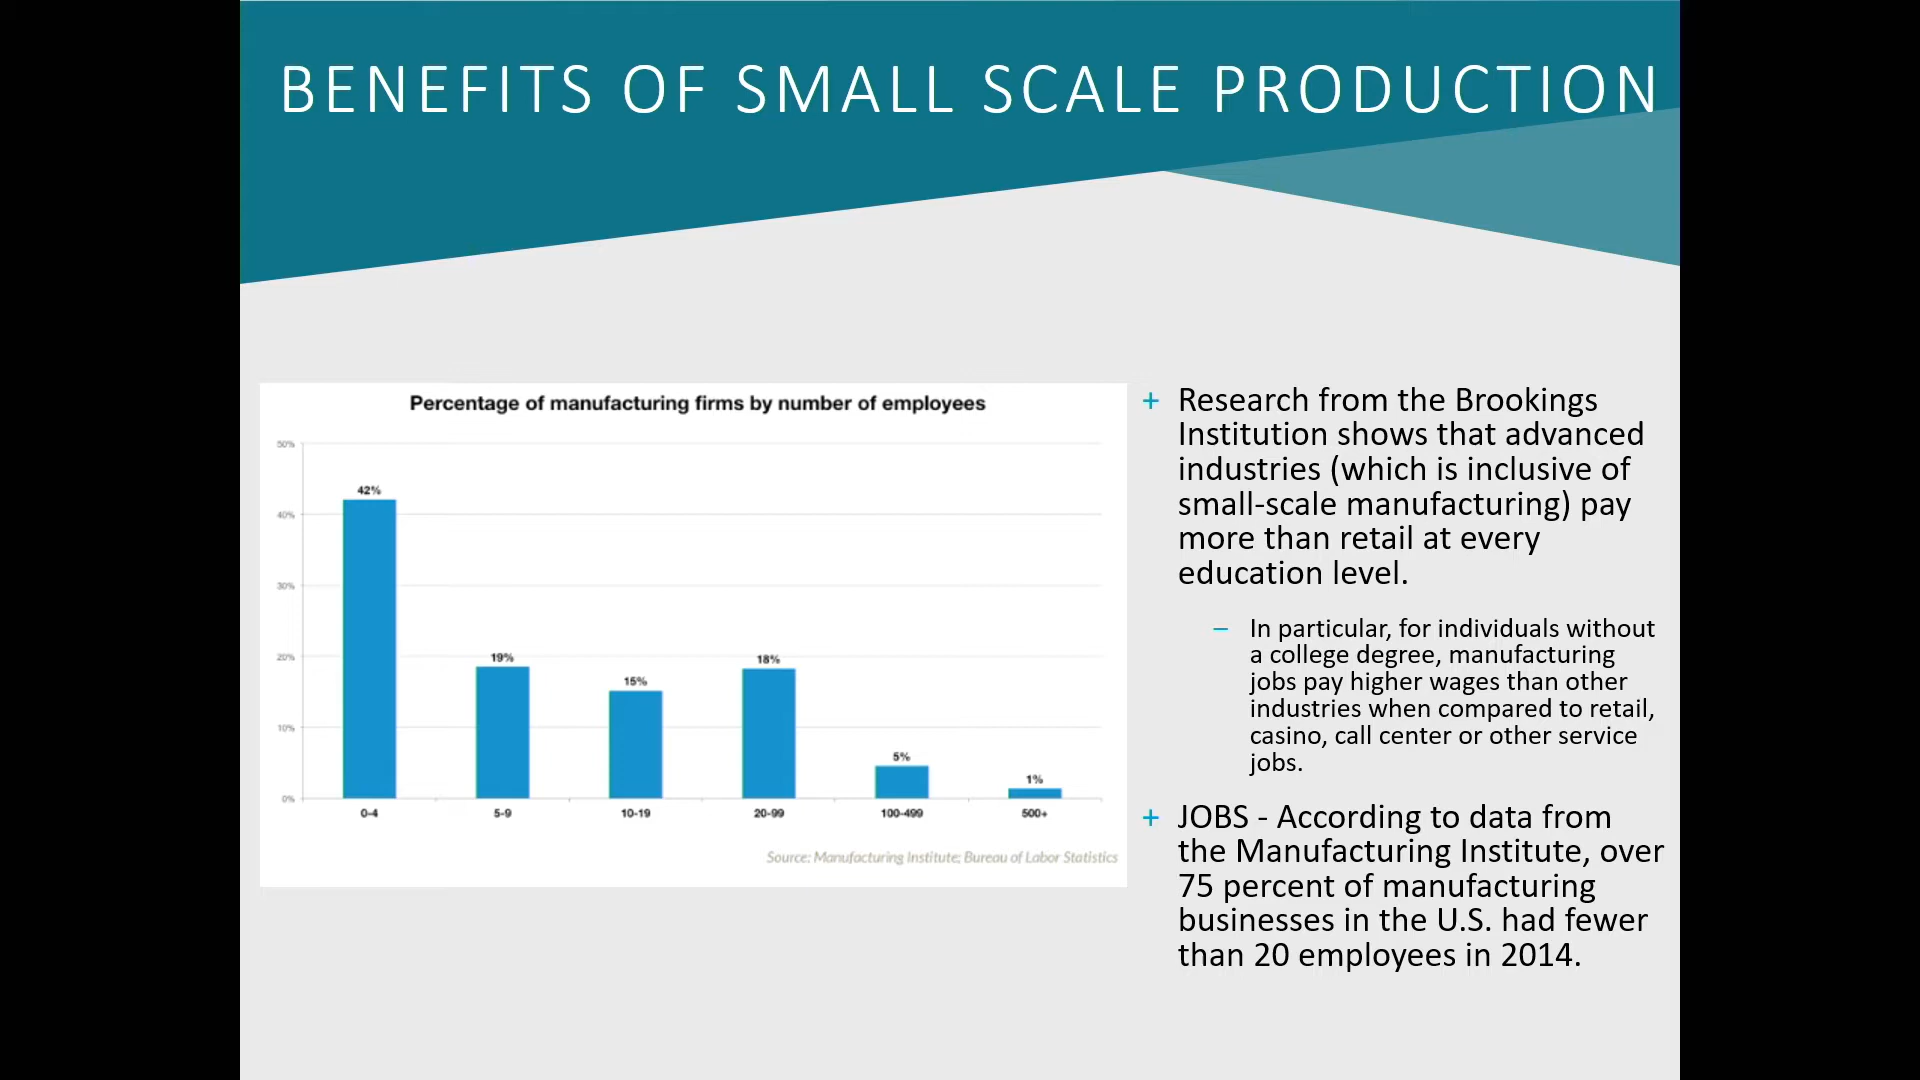 BENEFITS OF SMALL SCALE PRODUCTION
Percentage of manufacturing firms by number of employees
50%
40%
30%
20%
10%
0%
42%
19%
15%
18%
5%
1%
0-4
5-9
10-19
20-99
100-499
500+
Source: Manufacturing Institute; Bureau of Labor Statistics
+ Research from the Brookings
Institution shows that advanced
industries (which is inclusive of
small-scale manufacturing) pay
more than retail at every
education level.
– In particular, for individuals without
a college degree, manufacturing
jobs pay higher wages than other
industries when compared to retail,
casino, call center or other service
jobs.
+ JOBS - According to data from
the Manufacturing Institute, over
75 percent of manufacturing
businesses in the U.S. had fewer
than 20 employees in 2014.